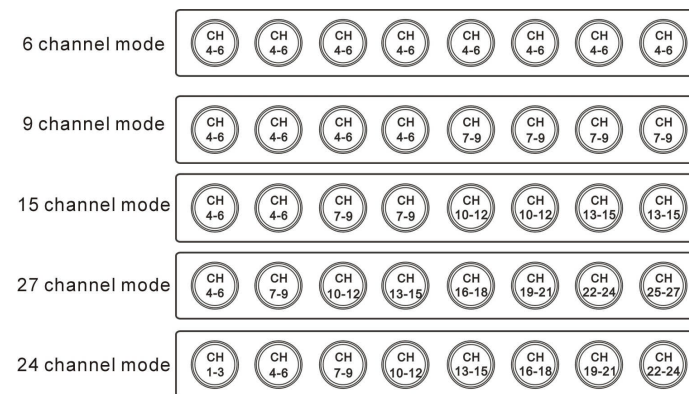 6 channel mode
CH CH CH CH CH CH CH CH
4-6 4-6 4-6 4-6 4-6 4-6 4-6 4-6
9 channel mode
CH CH CH CH CH CH CH CH
4-6 4-6 4-6 4-6 7-9 7-9 7-9 7-9
15 channel mode
CH CH CH CH CH CH CH CH
4-6 4-6 7-9 7-9 10-12 10-12 13-15 13-15
27 channel mode
CH CH CH CH CH CH CH CH
4-6 7-9 10-12 13-15 16-18 19-21 22-24 25-27
24 channel mode
CH CH CH CH CH CH CH CH
1-3 4-6 7-9 10-12 13-15 16-18 19-21 22-24